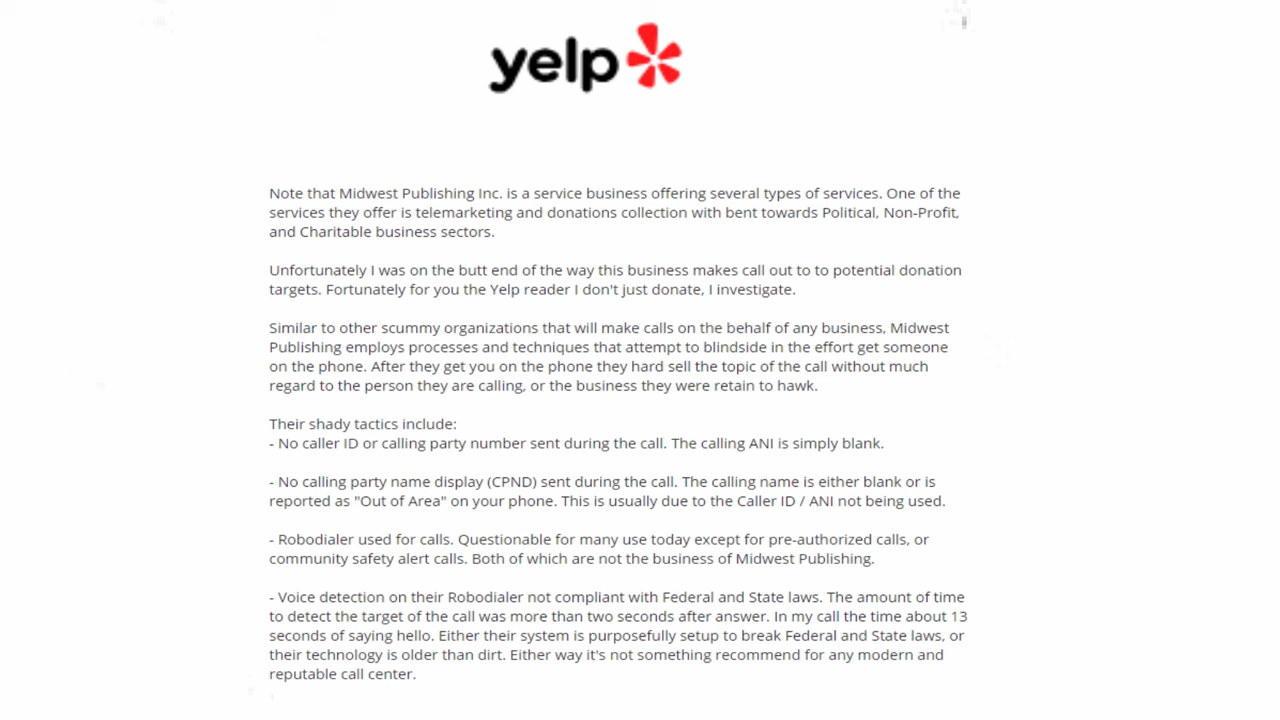 yelp
Note that Midwest Publishing Inc. is a service business offering several types of services. One of the
services they offer is telemarketing and donations collection with bent towards Political, Non-Profit,
and Charitable business sectors.
Unfortunately I was on the butt end of the way this business makes call out to to potential donation
targets. Fortunately for you the Yelp reader I don't just donate, I investigate.
Similar to other scummy organizations that will make calls on the behalf of any business, Midwest
Publishing employs processes and techniques that attempt to blindside in the effort get someone
on the phone. After they get you on the phone they hard sell the topic of the call without much
regard to the person they are calling, or the business they were retain to hawk.
Their shady tactics include:
- No caller ID or calling party number sent during the call. The calling ANI is simply blank.
- No calling party name display (CPND) sent during the call. The calling name is either blank or is
reported as "Out of Area" on your phone. This is usually due to the Caller ID / ANI not being used.
- Robodialer used for calls. Questionable for many use today except for pre-authorized calls, or
community safety alert calls. Both of which are not the business of Midwest Publishing.
- Voice detection on their Robodialer not compliant with Federal and State laws. The amount of time
to detect the target of the call was more than two seconds after answer. In my call the time about 13
seconds of saying hello. Either their system is purposefully setup to break Federal and State laws, or
their technology is older than dirt. Either way it's not something recommend for any modern and
reputable call center.